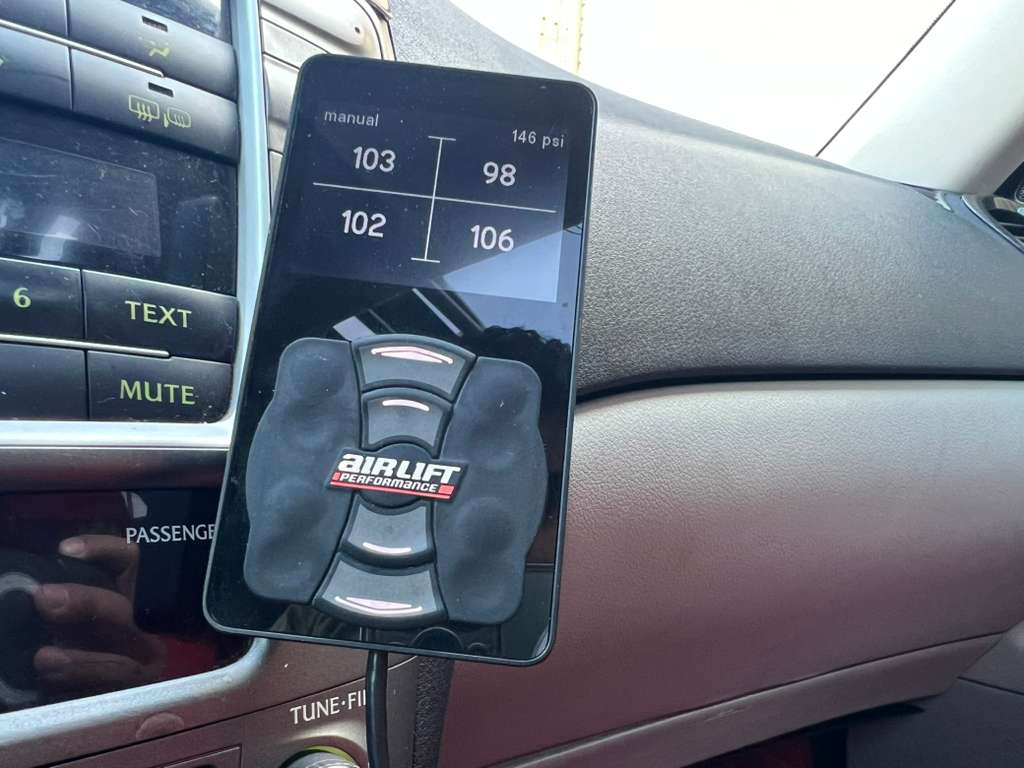 manual
146 psi
103
98
102
106
6
TEXT
MUTE
AIRLIFT
PERFORMANCE
PASSENGE
TUNE·FI